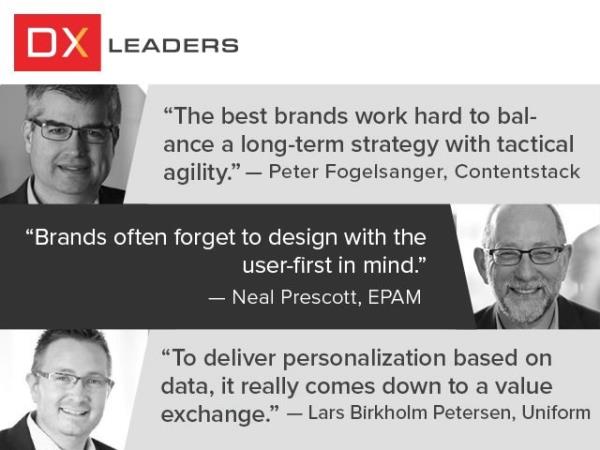 DX LEADERS
“The best brands work hard to bal-
ance a long-term strategy with tactical
agility.” — Peter Fogelsanger, Contentstack
“Brands often forget to design with the
user-first in mind.”
— Neal Prescott, EPAM
“To deliver personalization based on
data, it really comes down to a value
exchange.” — Lars Birkholm Petersen, Uniform